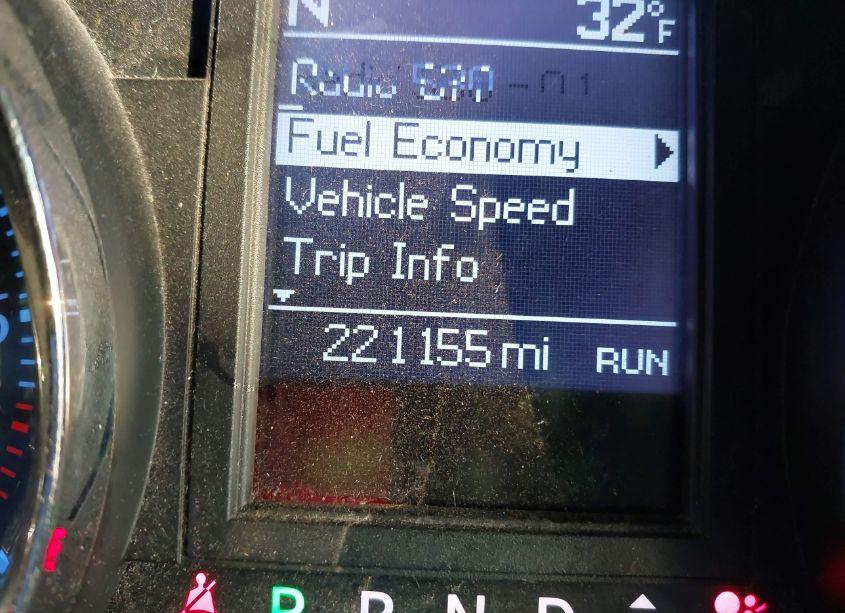 N 32°F
Radio
Fuel Economy
Vehicle Speed
Trip Info
221155 mi RUN
P R N D